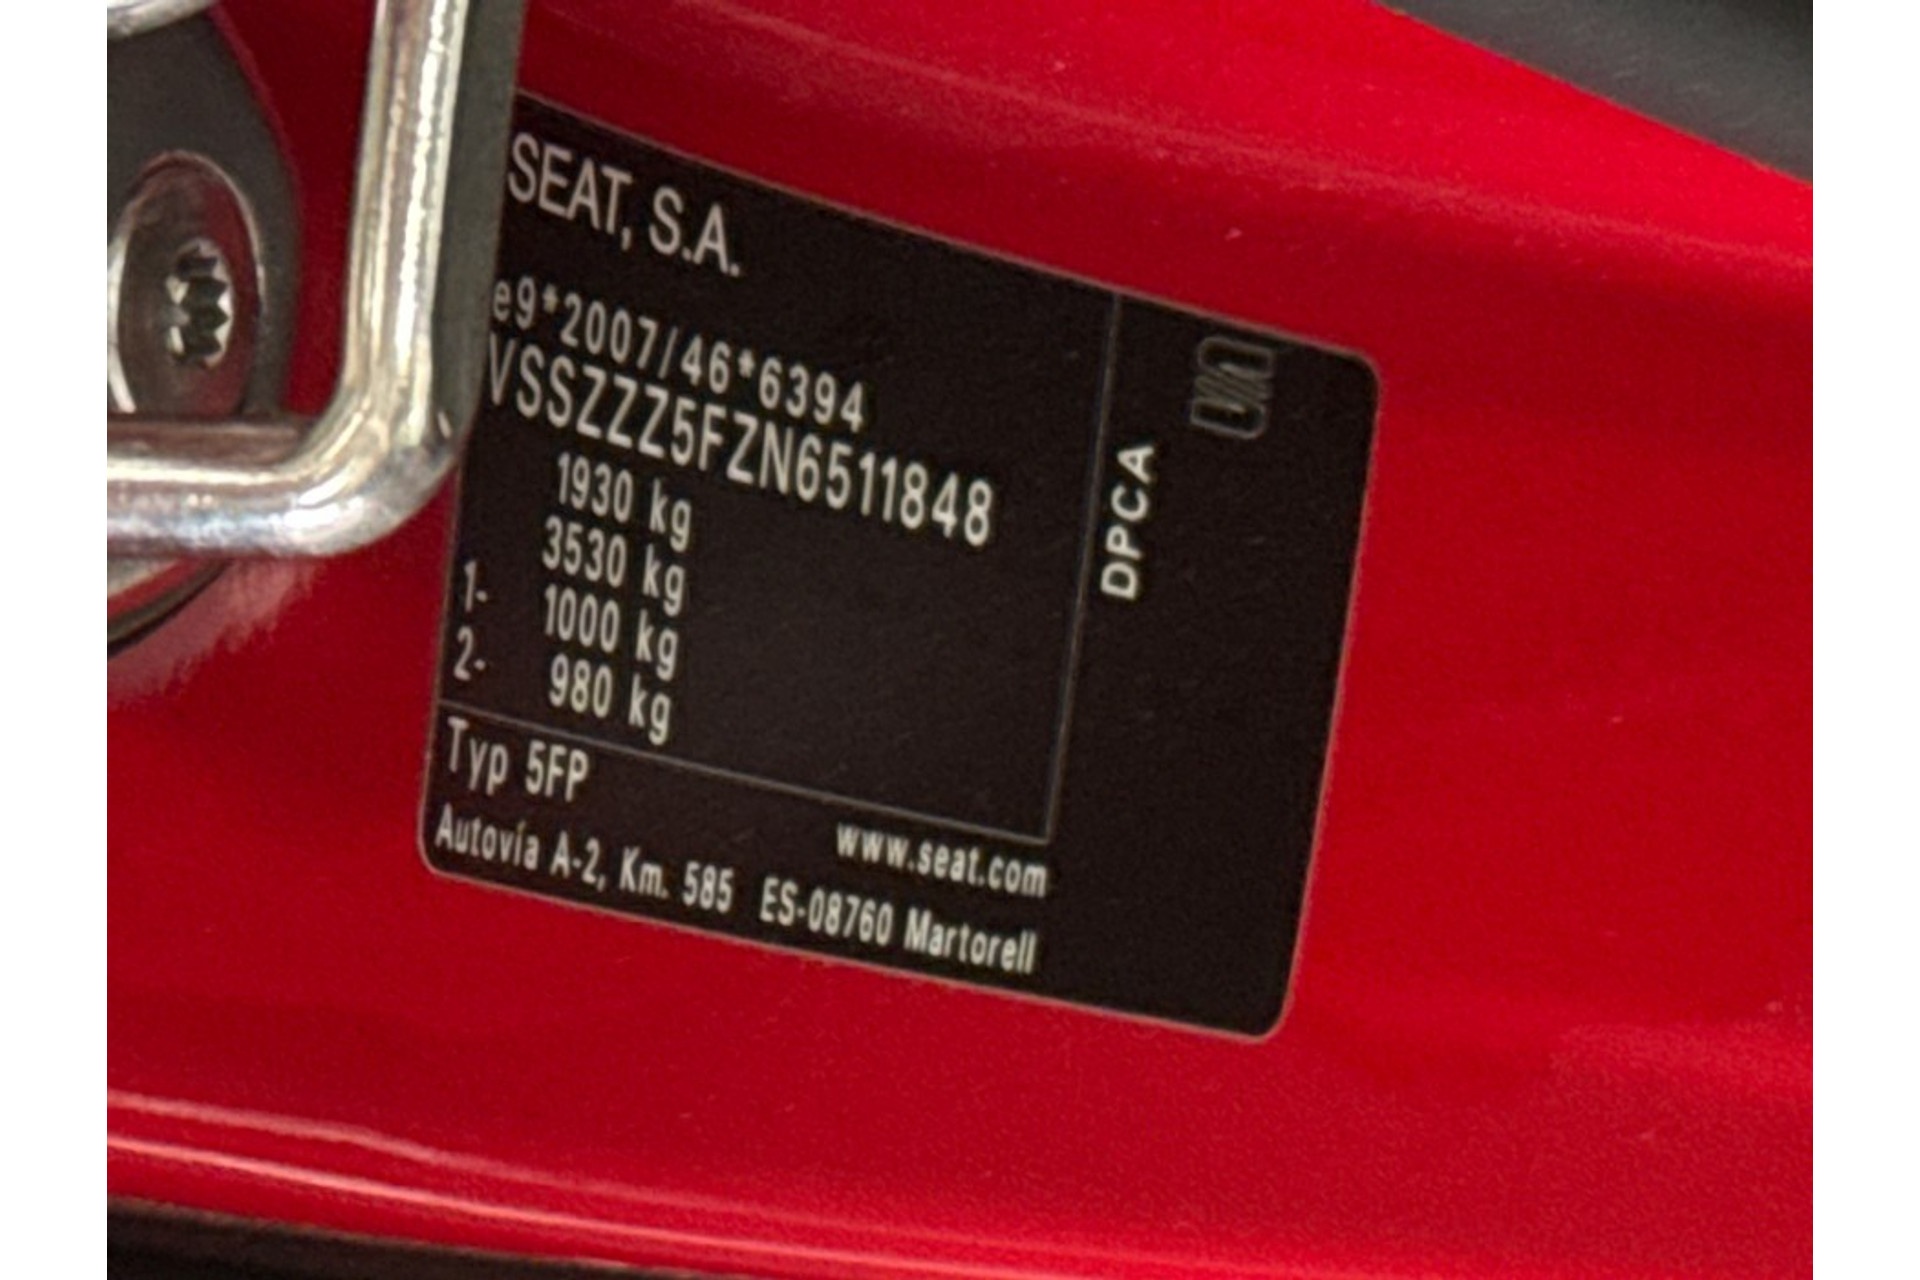 SEAT, S.A.
e9*2007/46*6394
VSSZZZ5FZN6511848
1930 kg
3530 kg
1- 1000 kg
2- 980 kg
DPCA
Typ 5FP
www.seat.com
Autovía A-2, Km. 585 ES-08760 Martorell